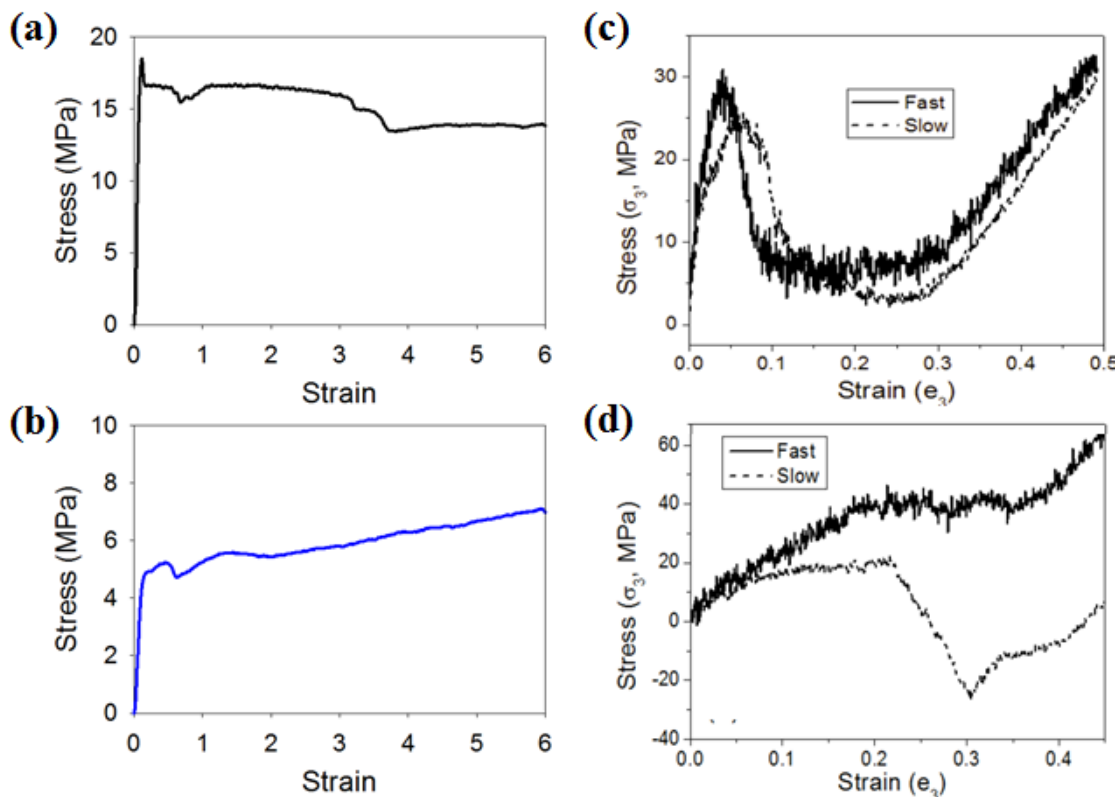 (a)
20
15
10
5
0
Stress (MPa)
0 1 2 3 4 5 6
Strain
(b)
10
8
6
4
2
0
Stress (MPa)
0 1 2 3 4 5 6
Strain
(c)
30
20
10
0
Stress (σ3, MPa)
Fast
Slow
0.0 0.1 0.2 0.3 0.4 0.5
Strain (e3)
(d)
60
40
20
0
-20
-40
Stress (σ3, MPa)
Fast
Slow
0.0 0.1 0.2 0.3 0.4
Strain (e3)